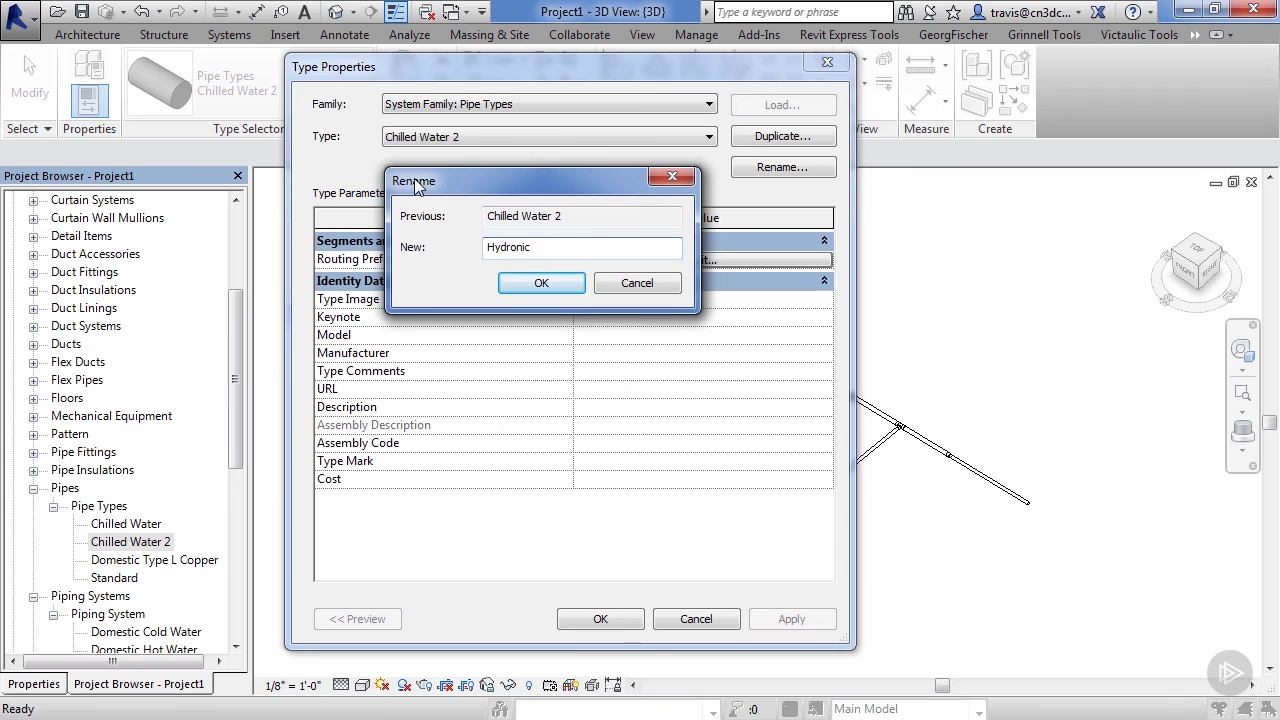 Project1 - 3D View: {3D}
Type a keyword or phrase
travis@cn3dc...
Architecture
Structure
Systems
Insert
Annotate
Analyze
Massing & Site
Collaborate
View
Manage
Add-Ins
Revit Express Tools
GeorgFischer
Grinnell Tools
Victaulic Tools
Modify
Pipe Types
Chilled Water 2
Select
Properties
Type Selector
View
Measure
Create
Type Properties
Family:
System Family: Pipe Types
Load...
Type:
Chilled Water 2
Duplicate...
Rename...
Type Paramete
lue
Segments a
Routing Pref
it...
Identity Dat
Type Image
Keynote
Model
Manufacturer
Type Comments
URL
Description
Assembly Description
Assembly Code
Type Mark
Cost
<< Preview
OK
Cancel
Apply
Rename
Previous:
Chilled Water 2
New:
Hydronic
OK
Cancel
Project Browser - Project1
Curtain Systems
Curtain Wall Mullions
Detail Items
Duct Accessories
Duct Fittings
Duct Insulations
Duct Linings
Duct Systems
Ducts
Flex Ducts
Flex Pipes
Floors
Mechanical Equipment
Pattern
Pipe Fittings
Pipe Insulations
Pipes
Pipe Types
Chilled Water
Chilled Water 2
Domestic Type L Copper
Standard
Piping Systems
Piping System
Domestic Cold Water
Domestic Hot Water
Properties
Project Browser - Project1
TOP
FRONT
RIGHT
1/8" = 1'-0"
Ready
:0
Main Model